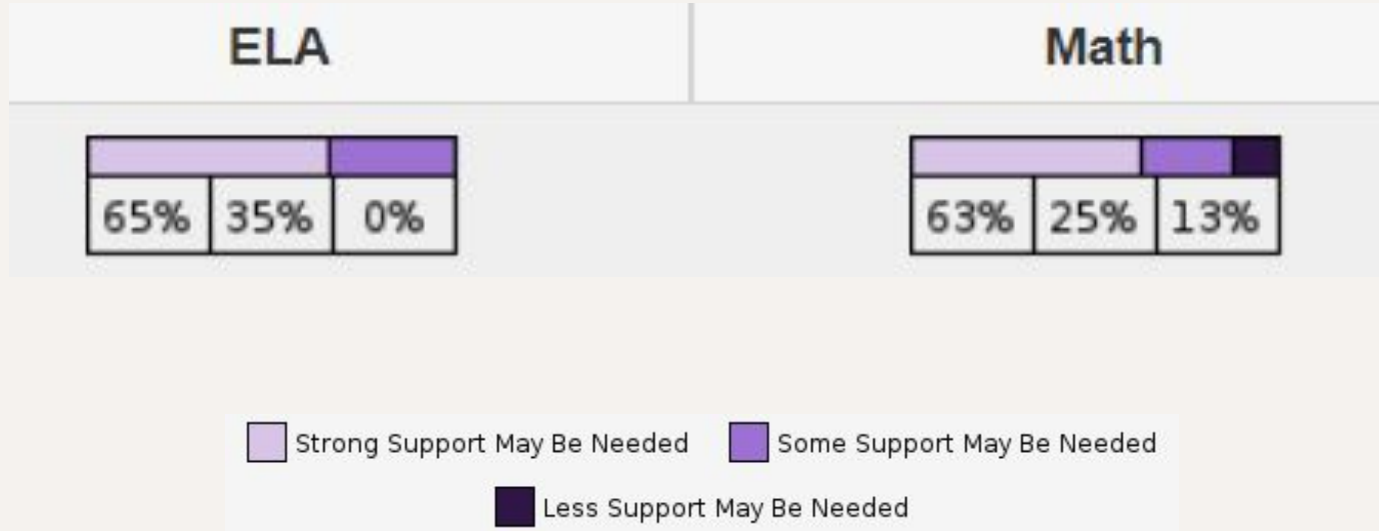 ELA Math
65% 35% 0% 63% 25% 13%
Strong Support May Be Needed Some Support May Be Needed
Less Support May Be Needed